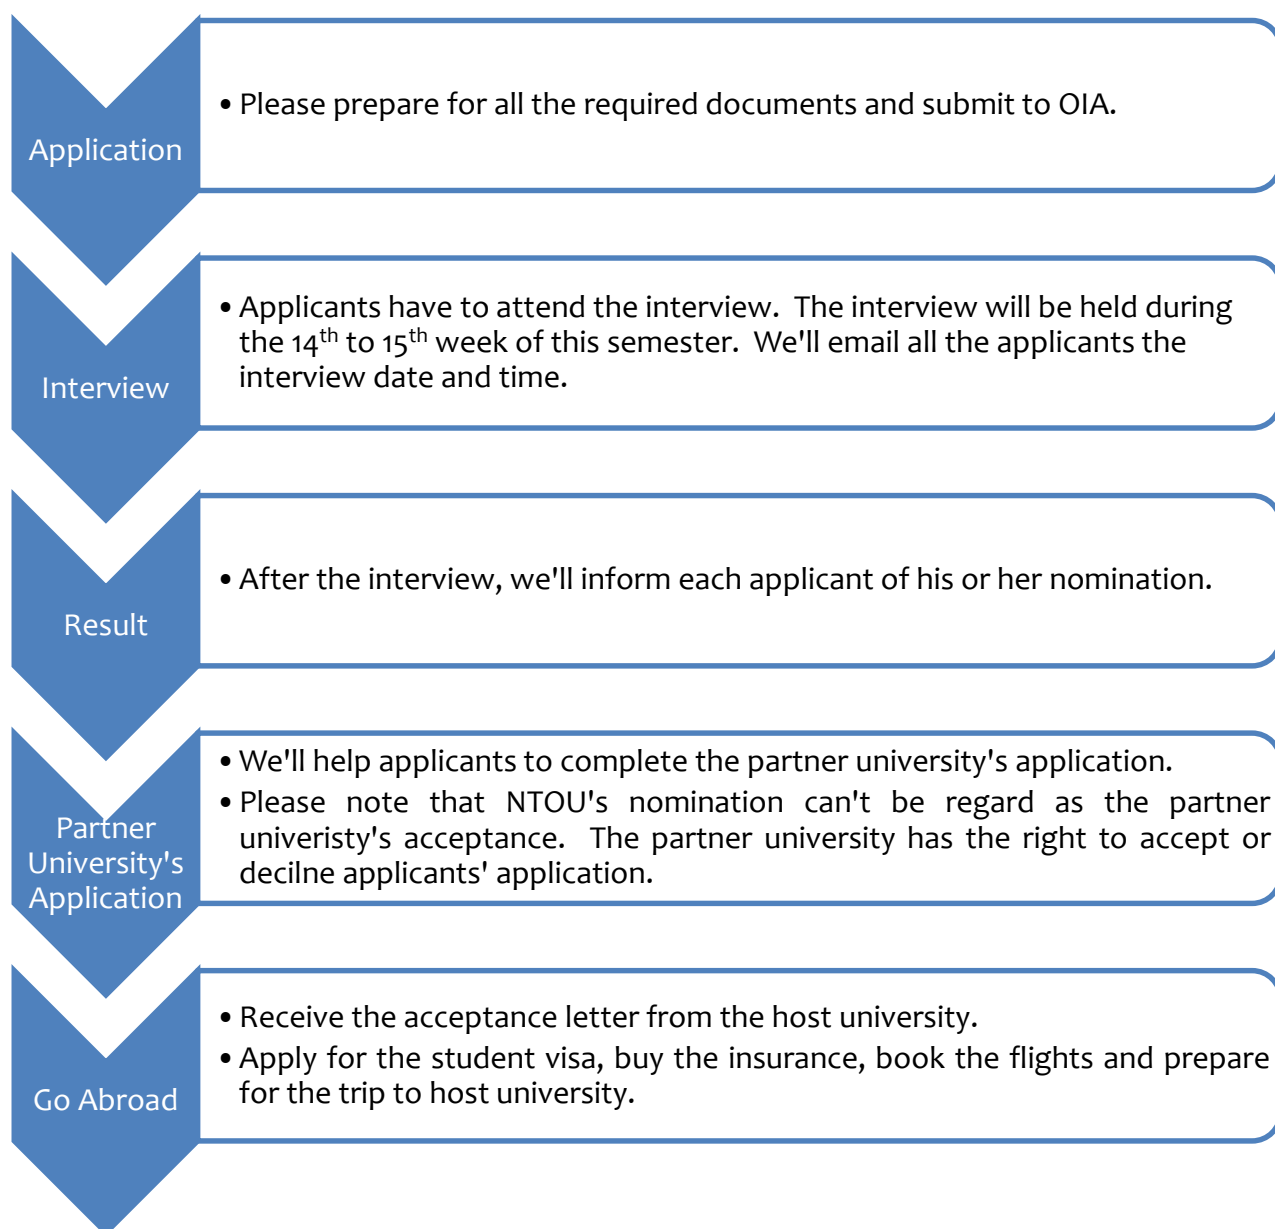 Application
• Please prepare for all the required documents and submit to OIA.
Interview
• Applicants have to attend the interview.  The interview will be held during
the 14th to 15th week of this semester.  We'll email all the applicants the
interview date and time.
Result
• After the interview, we'll inform each applicant of his or her nomination.
Partner
University's
Application
• We'll help applicants to complete the partner university's application.
• Please note that NTOU's nomination can't be regard as the partner
univeristy's acceptance.  The partner university has the right to accept or
decilne applicants' application.
Go Abroad
• Receive the acceptance letter from the host university.
• Apply for the student visa, buy the insurance, book the flights and prepare
for the trip to host university.